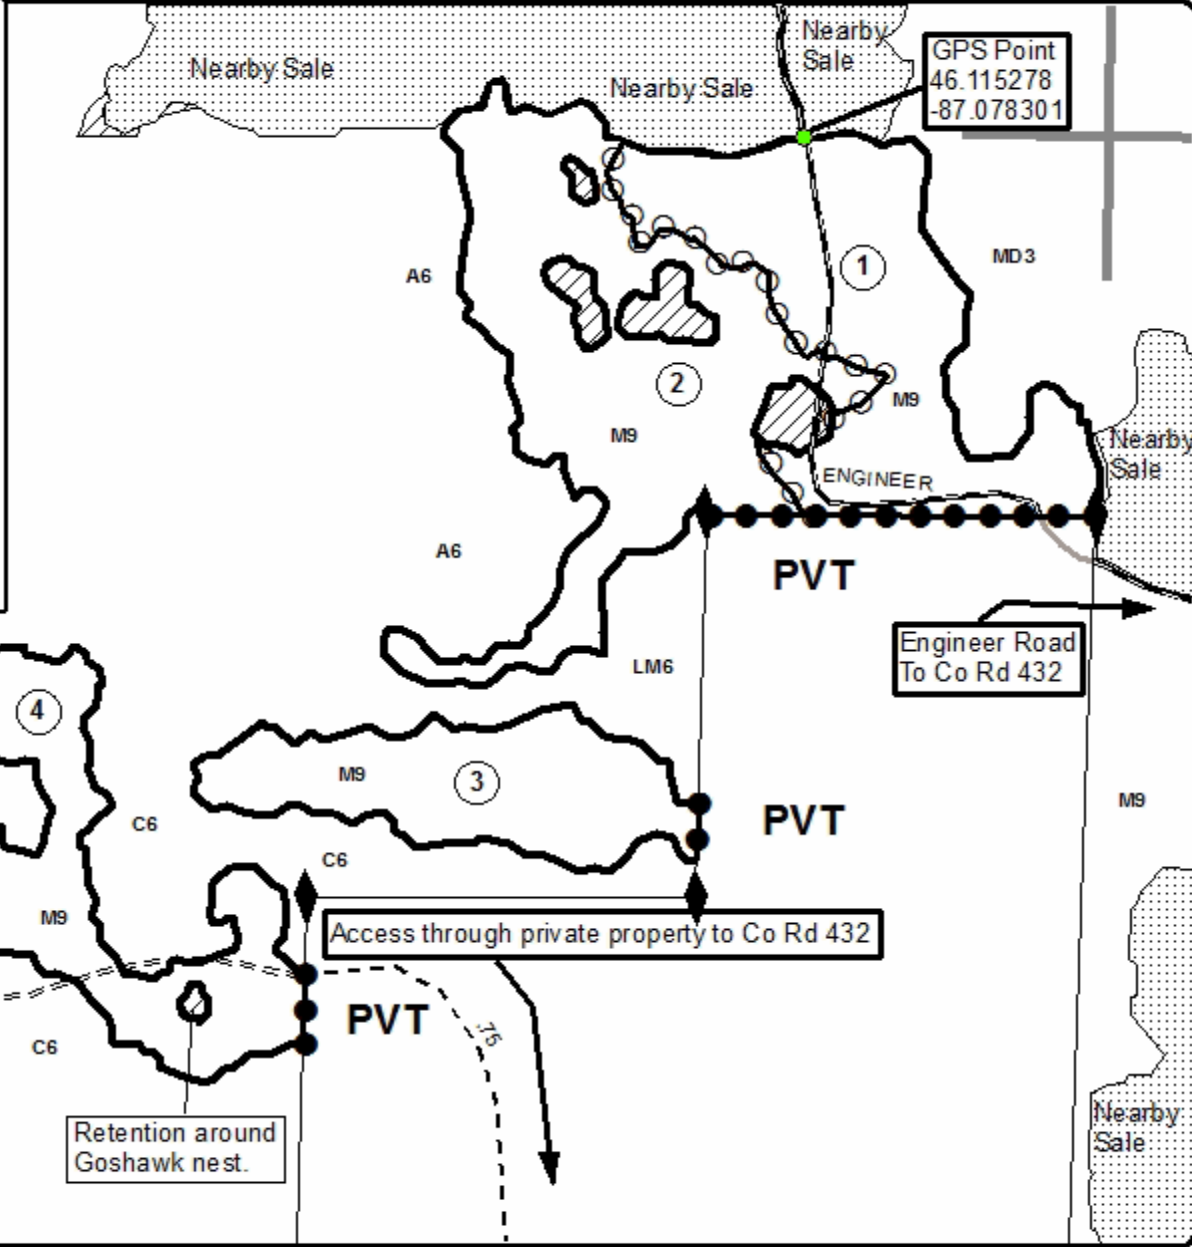 Nearby Sale
Nearby Sale
Nearby
Sale
GPS Point
46.115278
-87.078301
A6
1
MD3
2
M9
M9
Nearby
Sale
ENGINEER
A6
PVT
Engineer Road
To Co Rd 432
LM6
4
M9
3
PVT
M9
C6
C6
M9
Access through private property to Co Rd 432
PVT
.75
C6
Retention around
Goshawk nest.
Nearby
Sale